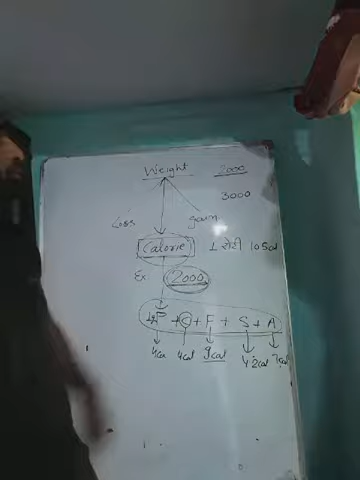 Weight 2000
3000
Loss gain
Calorie 1 रोटी 105cal
Ex 2000
P + C + F + S + A
4cal 4cal 9cal 4 2cal 7cal